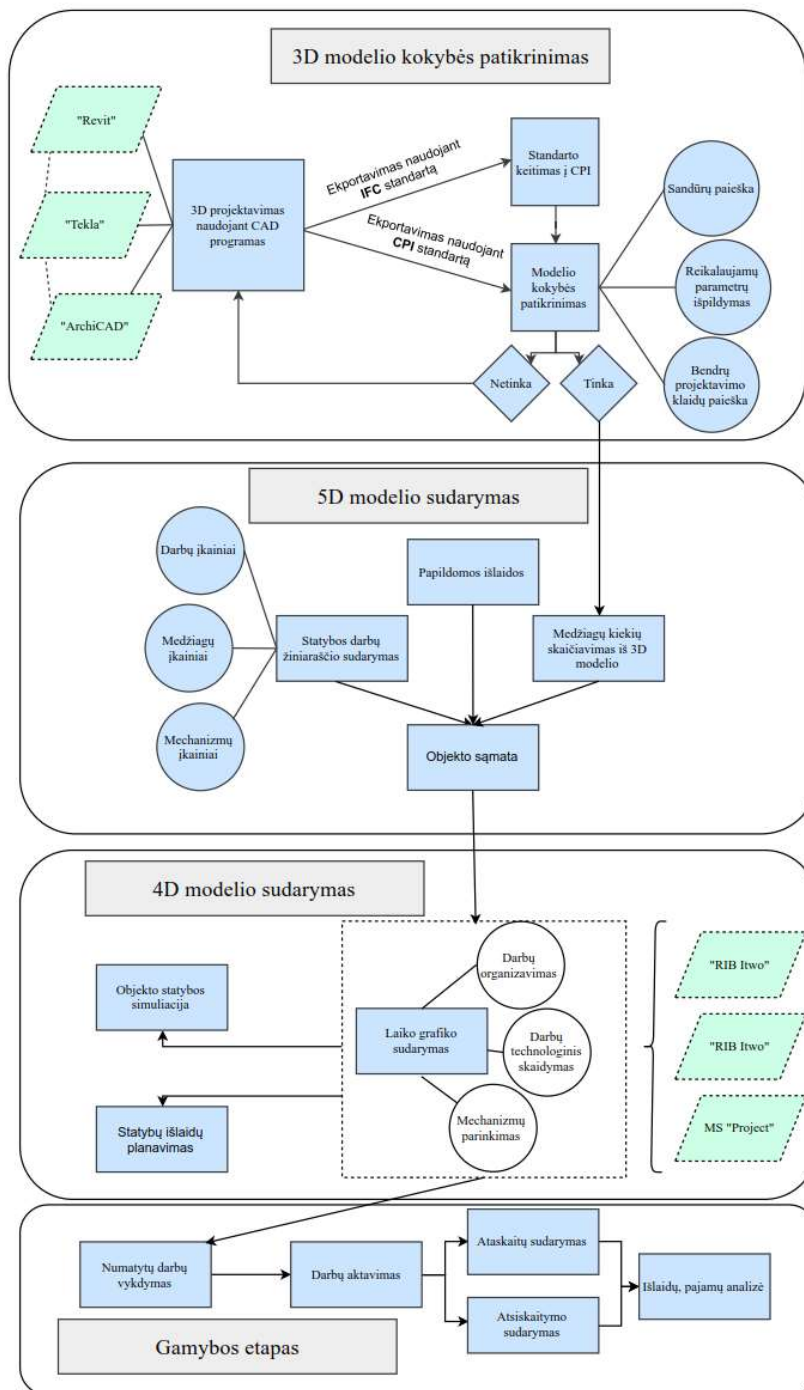 3D modelio kokybės patikrinimas
"Revit"
"Tekla"
"ArchiCAD"
3D projektavimas
naudojant CAD
programas
Ekportavimas naudojant
IFC standartą
Ekportavimas naudojant
CPI standartą
Standarto
keitimas į CPI
Modelio
kokybės
patikrinimas
Sandūrų paieška
Reikalaujamų
parametrų
išpildymas
Bendrų
projektavimo
klaidų paieška
Netinka
Tinka
5D modelio sudarymas
Darbų įkainiai
Medžiagų
įkainiai
Mechanizmų
įkainiai
Statybos darbų
žiniaraščio sudarymas
Papildomos išlaidos
Medžiagų kiekių
skaičiavimas iš 3D
modelio
Objekto sąmata
4D modelio sudarymas
Objekto statybos
simuliacija
Statybų išlaidų
planavimas
Laiko grafiko
sudarymas
Darbų
organizavimas
Darbų
technologinis
skaidymas
Mechanizmų
parinkimas
"RIB Itwo"
"RIB Itwo"
MS "Project"
Numatytų darbų
vykdymas
Darbų aktavimas
Ataskaitų sudarymas
Atsiskaitymo
sudarymas
Išlaidų, pajamų analizė
Gamybos etapas